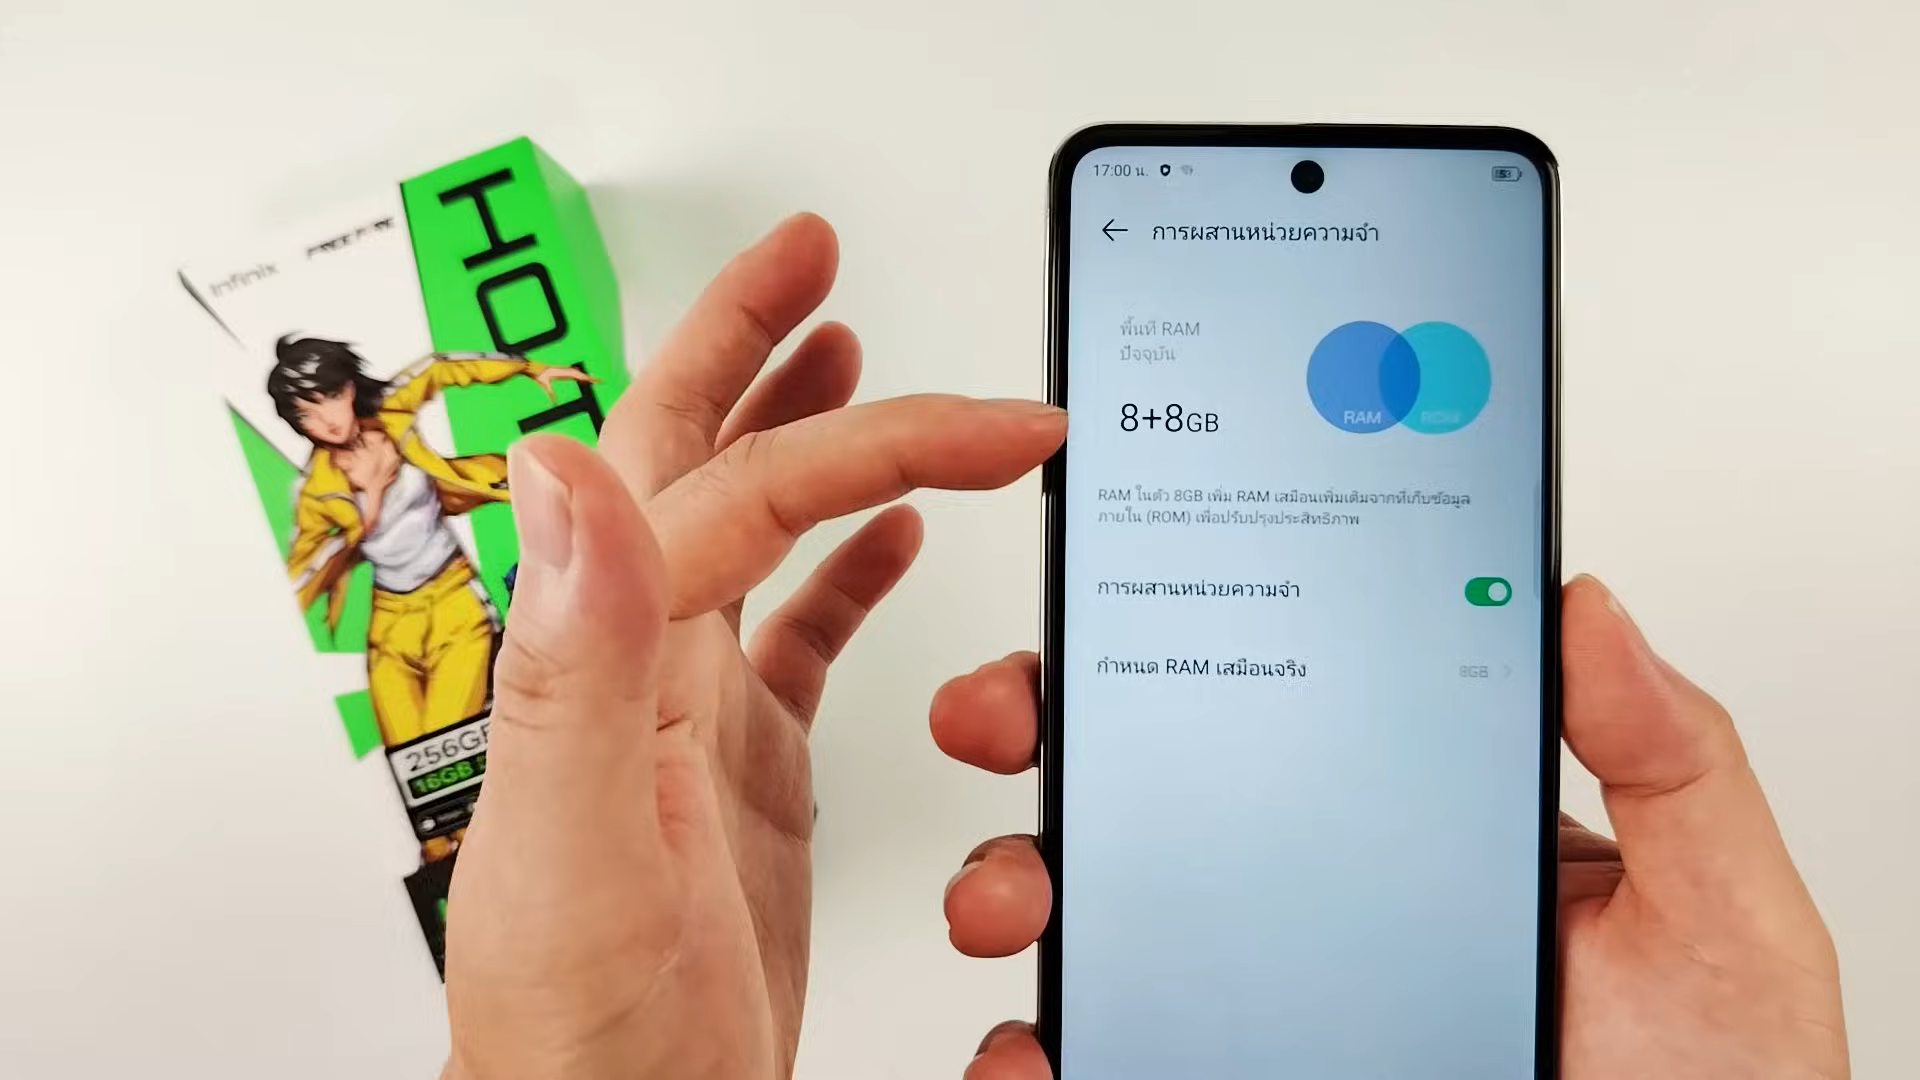 Infinix
FREE FIRE
HOT
256GB
16GB
17:00 น.
53
การผสานหน่วยความจำ
พื้นที่ RAM
ปัจจุบัน
8+8GB
RAM
ROM
RAM ในตัว 8GB เพิ่ม RAM เสมือนเพิ่มเติมจากที่เก็บข้อมูล
ภายใน (ROM) เพื่อปรับปรุงประสิทธิภาพ
การผสานหน่วยความจำ
กำหนด RAM เสมือนจริง
8GB